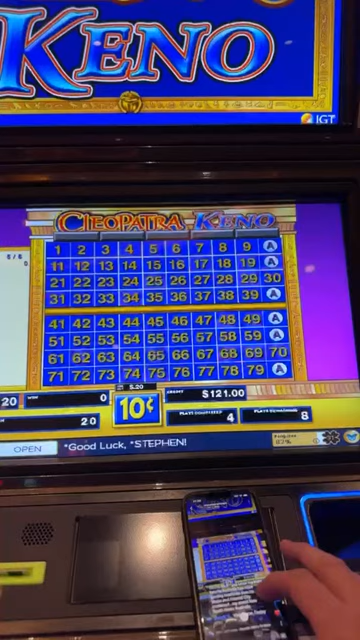 KENO
IGT
CLEOPATRA KENO
1 2 3 4 5 6 7 8 9 A
11 12 13 14 15 16 17 18 19 A
21 22 23 24 25 26 27 28 29 30
31 32 33 34 35 36 37 38 39 A
41 42 43 44 45 46 47 48 49 A
51 52 53 54 55 56 57 58 59 A
61 62 63 64 65 66 67 68 69 70
71 72 73 74 75 76 77 78 79 A
5.20
20 WIN 0 10¢ CREDIT $121.00
20 PLAYS COMPLETED 4 PLAYS REMAINING 8
OPEN *Good Luck, *STEPHEN!